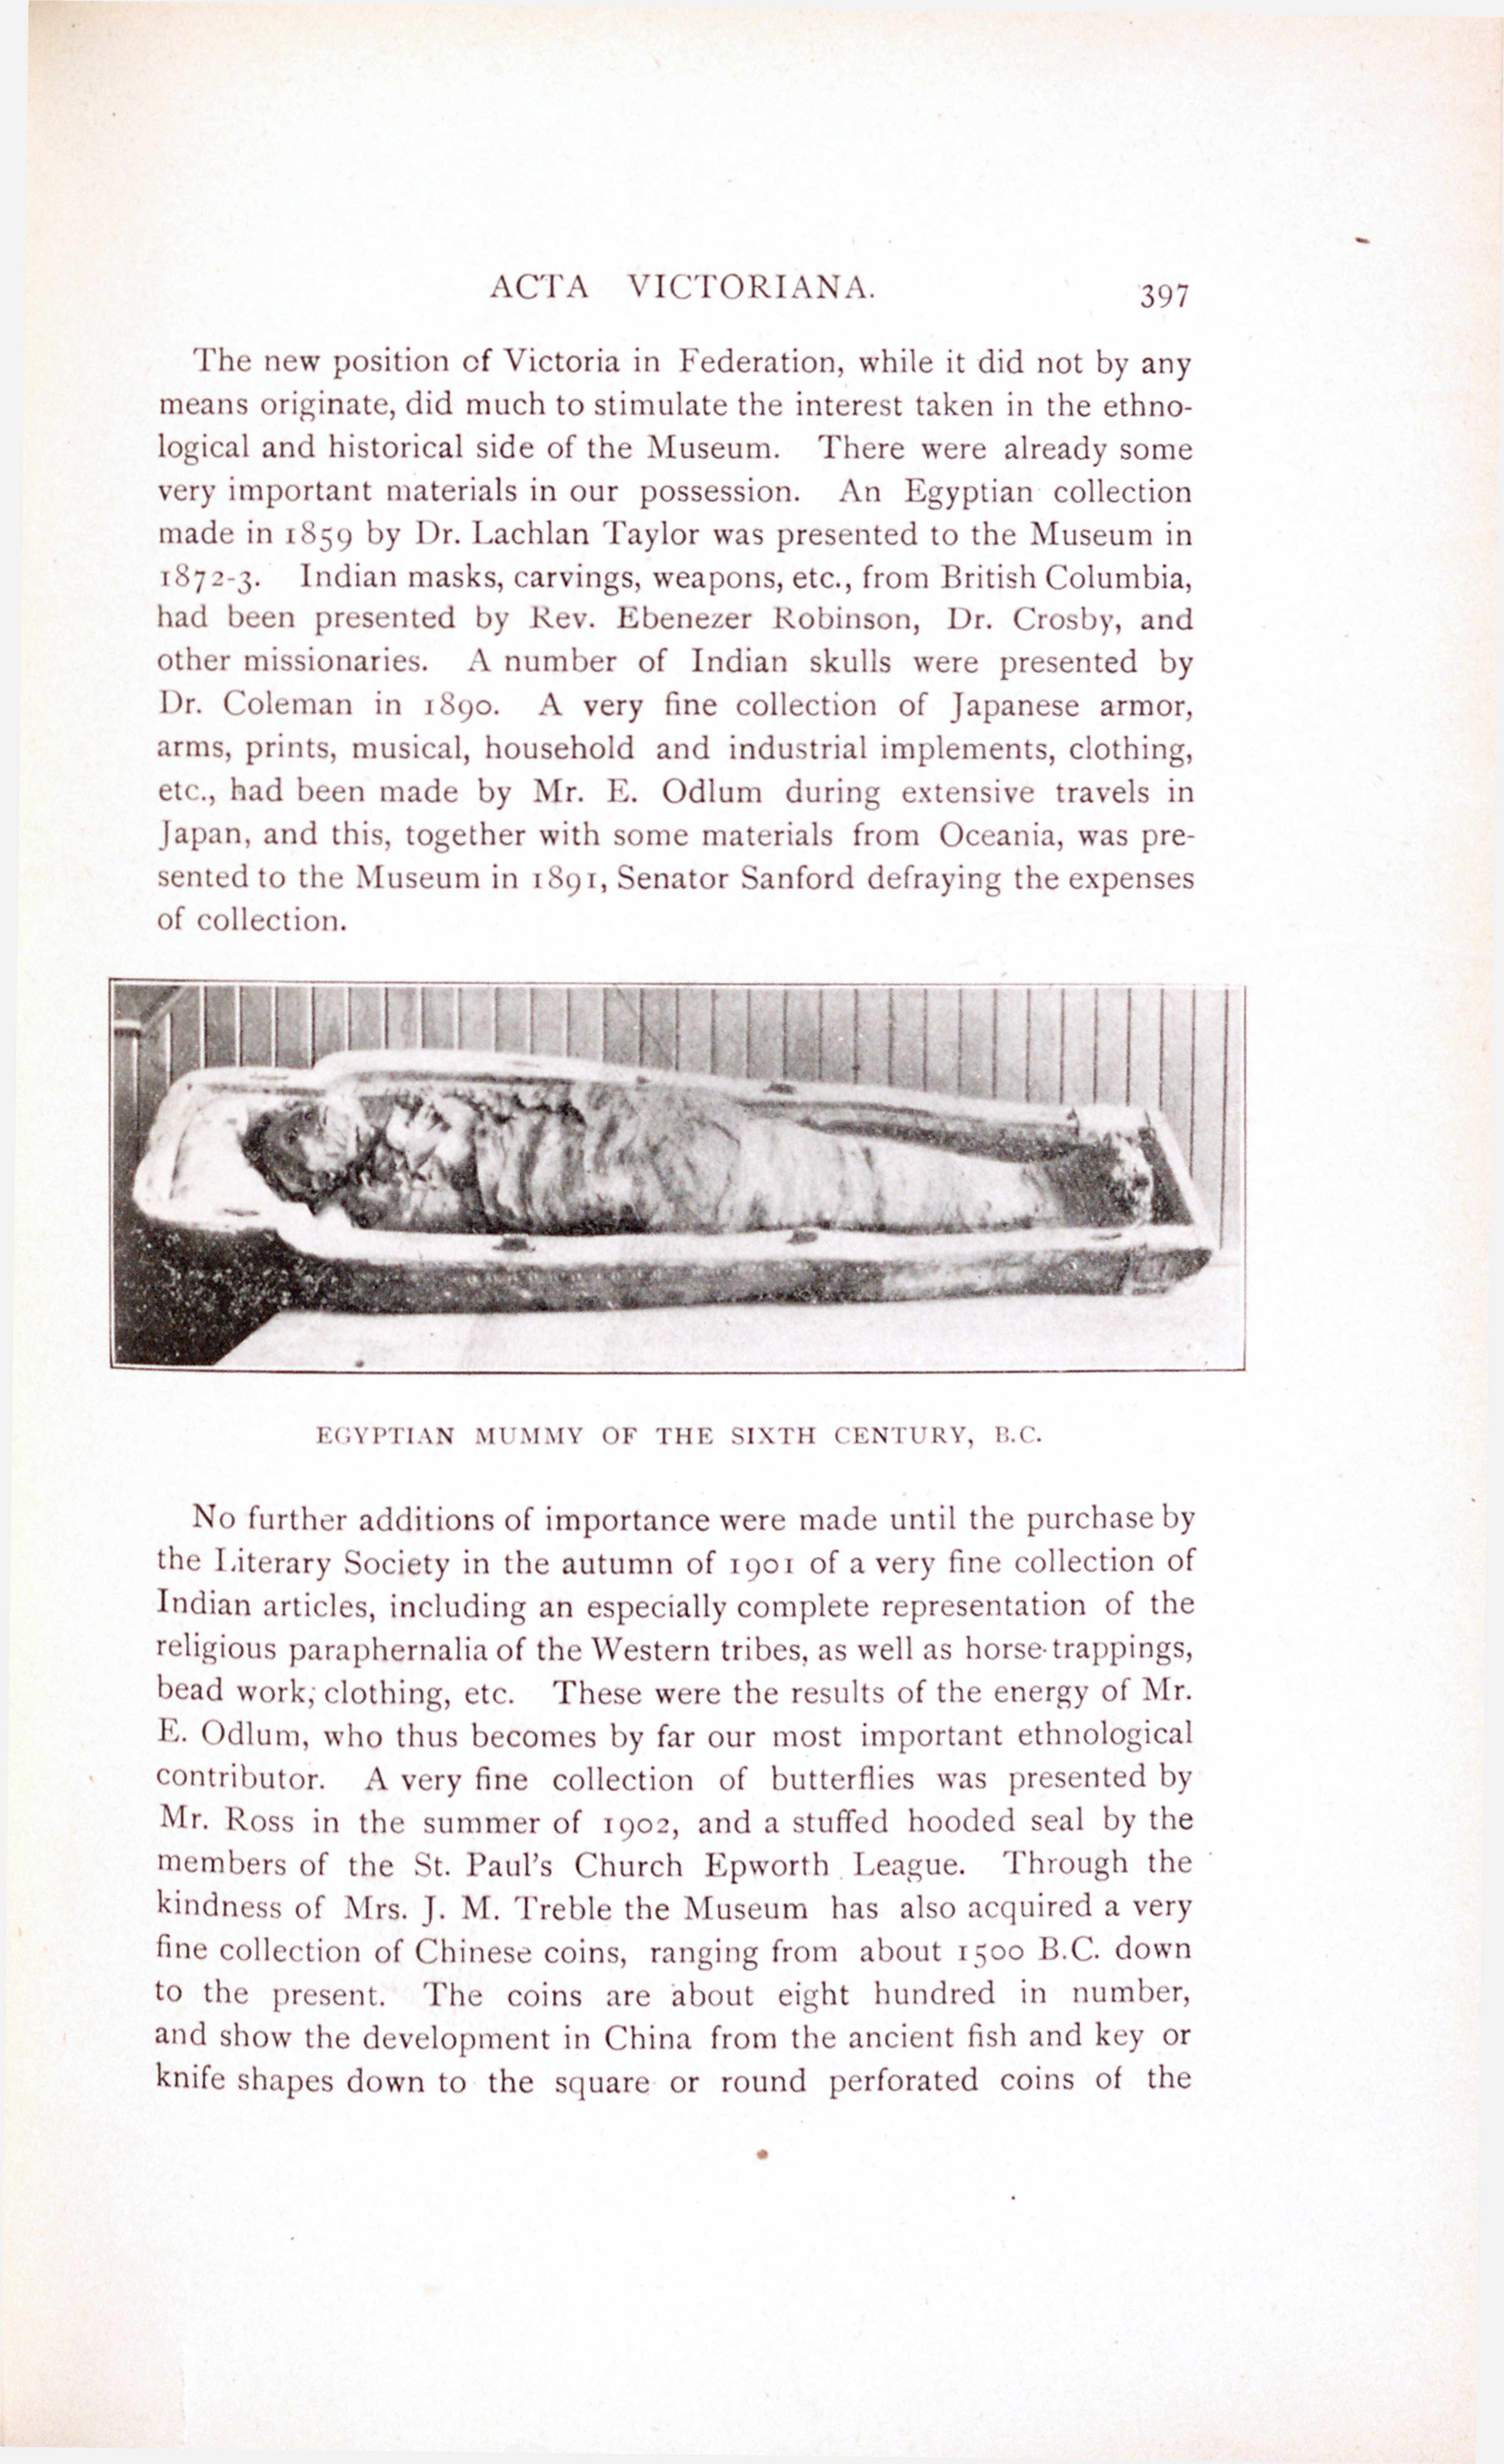 ACTA VICTORIANA. 397
The new position of Victoria in Federation, while it did not by any
means originate, did much to stimulate the interest taken in the ethno-
logical and historical side of the Museum. There were already some
very important materials in our possession. An Egyptian collection
made in 1859 by Dr. Lachlan Taylor was presented to the Museum in
1872-3. Indian masks, carvings, weapons, etc., from British Columbia,
had been presented by Rev. Ebenezer Robinson, Dr. Crosby, and
other missionaries. A number of Indian skulls were presented by
Dr. Coleman in 1890. A very fine collection of Japanese armor,
arms, prints, musical, household and industrial implements, clothing,
etc., had been made by Mr. E. Odlum during extensive travels in
Japan, and this, together with some materials from Oceania, was pre-
sented to the Museum in 1891, Senator Sanford defraying the expenses
of collection.
EGYPTIAN MUMMY OF THE SIXTH CENTURY, B.C.
No further additions of importance were made until the purchase by
the Literary Society in the autumn of 1901 of a very fine collection of
Indian articles, including an especially complete representation of the
religious paraphernalia of the Western tribes, as well as horse-trappings,
bead work, clothing, etc. These were the results of the energy of Mr.
E. Odlum, who thus becomes by far our most important ethnological
contributor. A very fine collection of butterflies was presented by
Mr. Ross in the summer of 1902, and a stuffed hooded seal by the
members of the St. Paul's Church Epworth League. Through the
kindness of Mrs. J. M. Treble the Museum has also acquired a very
fine collection of Chinese coins, ranging from about 1500 B.C. down
to the present. The coins are about eight hundred in number,
and show the development in China from the ancient fish and key or
knife shapes down to the square or round perforated coins of the